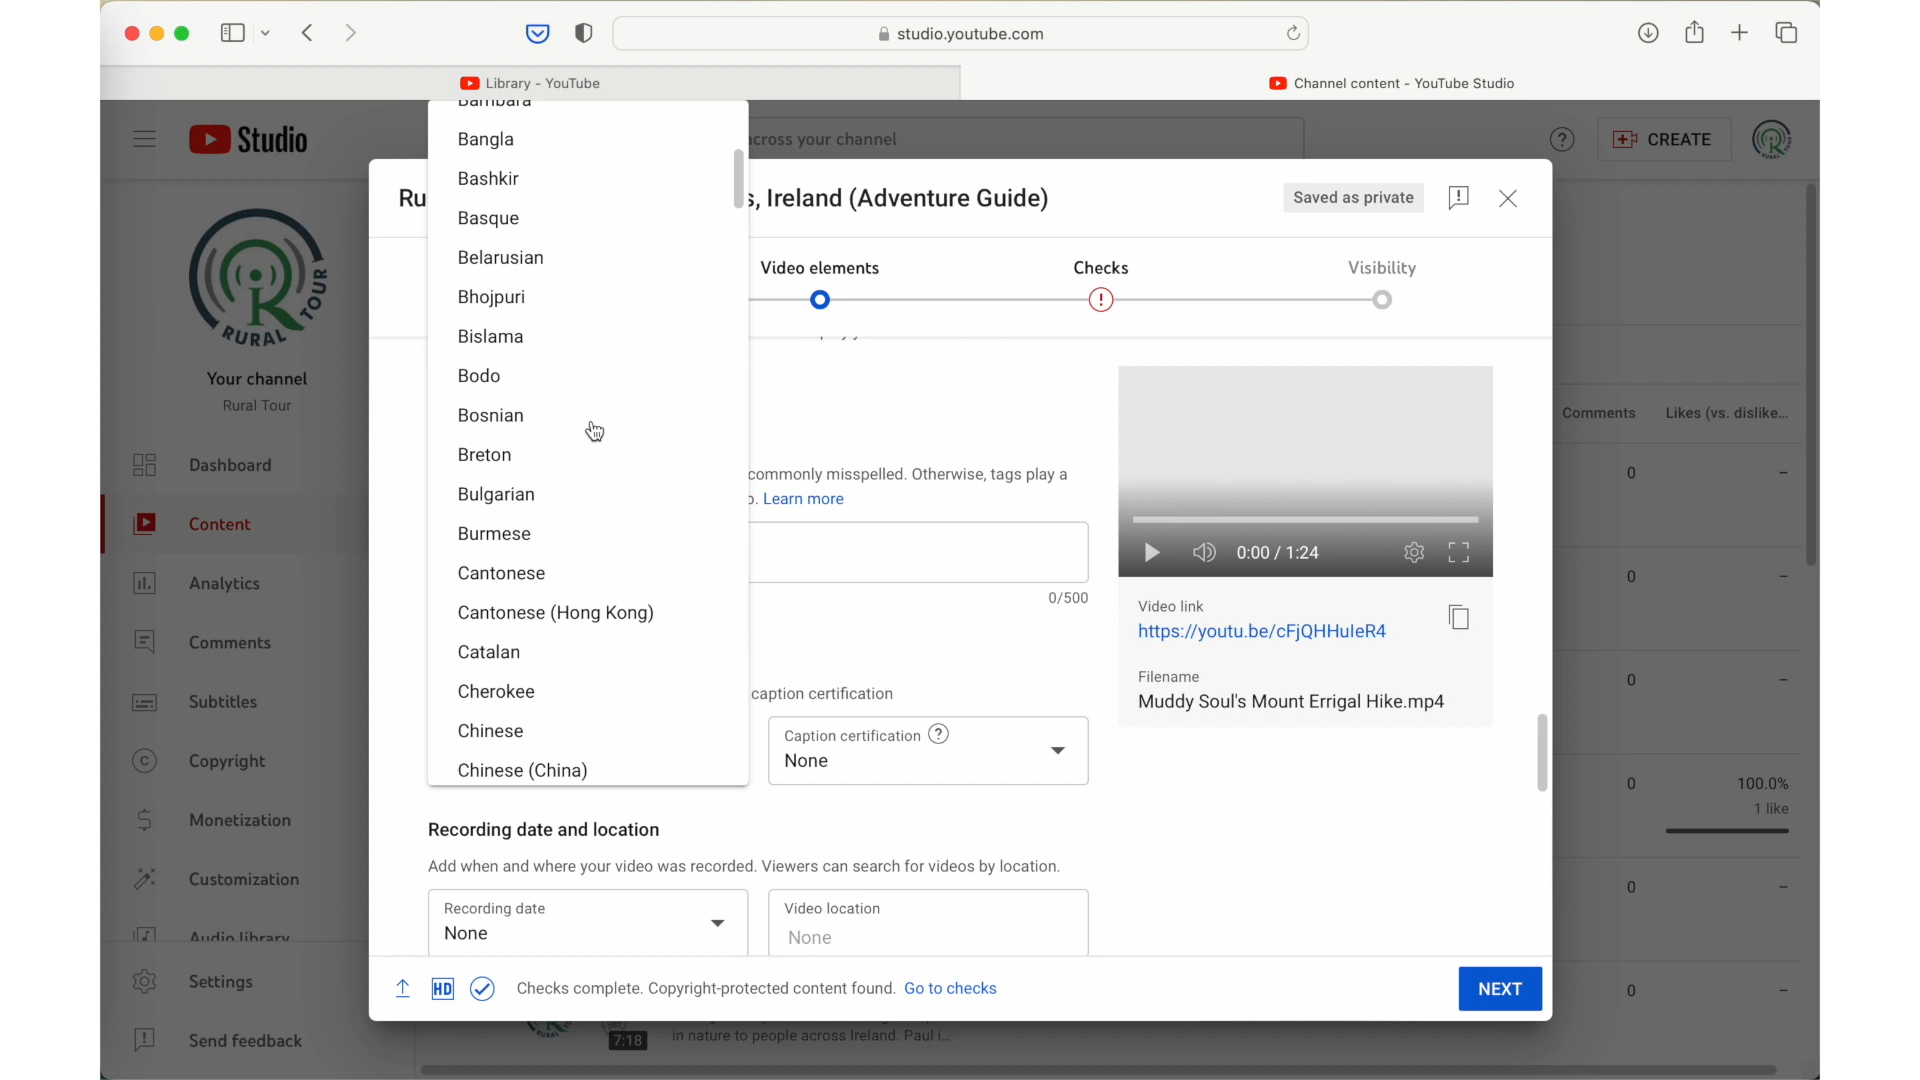 studio.youtube.com
Library - YouTube
Channel content - YouTube Studio
Studio
across your channel
CREATE
RURAL TOUR
Your channel
Rural Tour
Dashboard
Content
Analytics
Comments
Subtitles
Copyright
Monetization
Customization
Audio library
Settings
Send feedback
Bambara
Bangla
Bashkir
Basque
Belarusian
Bhojpuri
Bislama
Bodo
Bosnian
Breton
Bulgarian
Burmese
Cantonese
Cantonese (Hong Kong)
Catalan
Cherokee
Chinese
Chinese (China)
Ru
s, Ireland (Adventure Guide)
Saved as private
Video elements
Checks
Visibility
commonly misspelled. Otherwise, tags play a
o. Learn more
0/500
caption certification
Caption certification
None
Recording date and location
Add when and where your video was recorded. Viewers can search for videos by location.
Recording date
None
Video location
None
0:00 / 1:24
Video link
https://youtu.be/cFjQHHuIeR4
Filename
Muddy Soul's Mount Errigal Hike.mp4
HD
Checks complete. Copyright-protected content found. Go to checks
NEXT
Comments
Likes (vs. dislike...
0
–
0
–
0
–
0
100.0%
1 like
0
–
0
–
7:18
in nature to people across Ireland. Paul i...